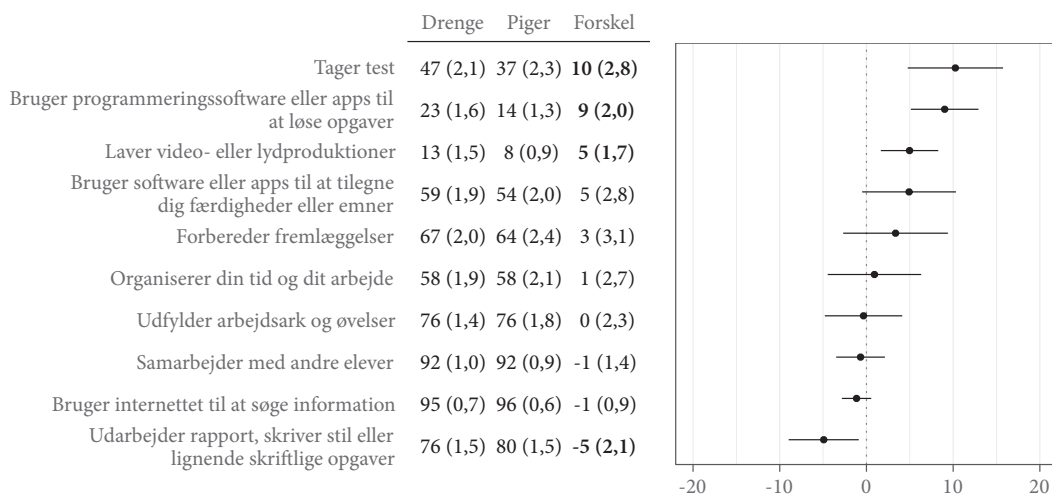 Drenge Piger Forskel
Tager test 47 (2,1) 37 (2,3) 10 (2,8)
Bruger programmeringssoftware eller apps til
at løse opgaver 23 (1,6) 14 (1,3) 9 (2,0)
Laver video- eller lydproduktioner 13 (1,5) 8 (0,9) 5 (1,7)
Bruger software eller apps til at tilegne
dig færdigheder eller emner 59 (1,9) 54 (2,0) 5 (2,8)
Forbereder fremlæggelser 67 (2,0) 64 (2,4) 3 (3,1)
Organiserer din tid og dit arbejde 58 (1,9) 58 (2,1) 1 (2,7)
Udfylder arbejdsark og øvelser 76 (1,4) 76 (1,8) 0 (2,3)
Samarbejder med andre elever 92 (1,0) 92 (0,9) -1 (1,4)
Bruger internettet til at søge information 95 (0,7) 96 (0,6) -1 (0,9)
Udarbejder rapport, skriver stil eller
lignende skriftlige opgaver 76 (1,5) 80 (1,5) -5 (2,1)
-20 -10 0 10 20